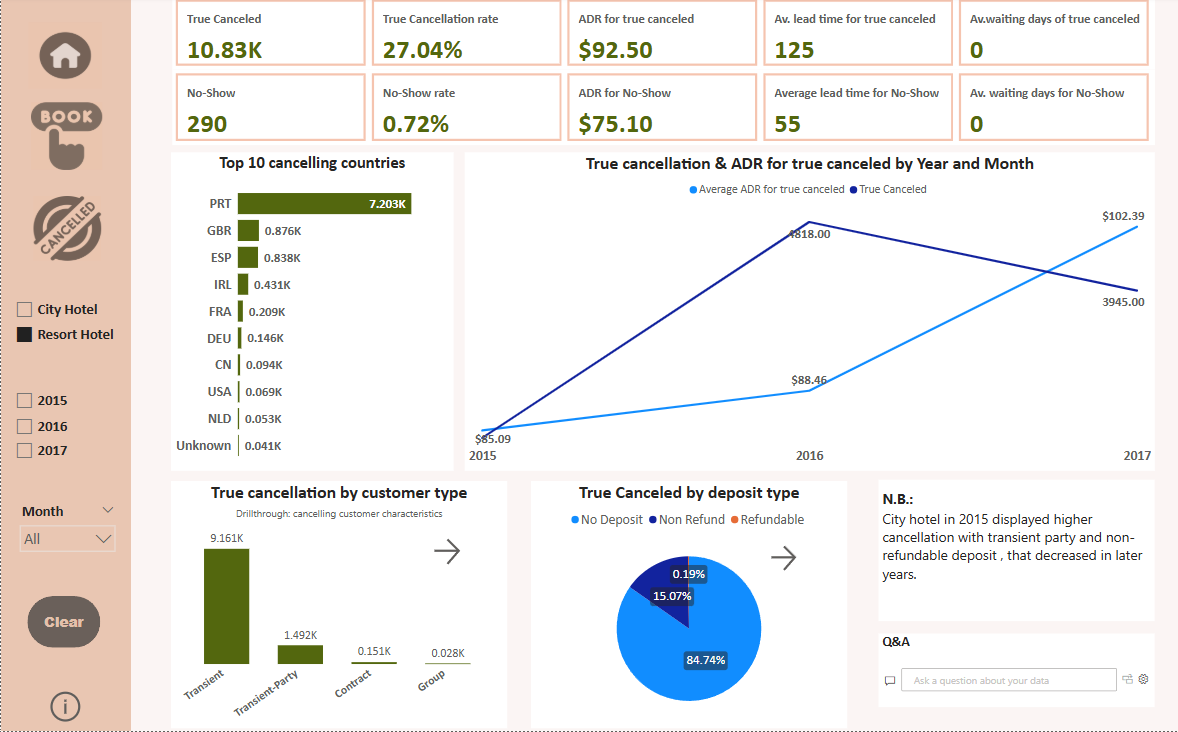 True Canceled
10.83K
True Cancellation rate
27.04%
ADR for true canceled
$92.50
Av. lead time for true canceled
125
Av.waiting days of true canceled
0
No-Show
290
No-Show rate
0.72%
ADR for No-Show
$75.10
Average lead time for No-Show
55
Av. waiting days for No-Show
0
BOOK
CANCELLED
City Hotel
Resort Hotel
2015
2016
2017
Month
All
Clear
i
Top 10 cancelling countries
PRT 7.203K
GBR 0.876K
ESP 0.838K
IRL 0.431K
FRA 0.209K
DEU 0.146K
CN 0.094K
USA 0.069K
NLD 0.053K
Unknown 0.041K
True cancellation & ADR for true canceled by Year and Month
Average ADR for true canceled True Canceled
$102.39
4818.00
3945.00
$88.46
$85.09
2015 2016 2017
True cancellation by customer type
Drillthrough: cancelling customer characteristics
9.161K
1.492K
0.151K
0.028K
Transient
Transient-Party
Contract
Group
True Canceled by deposit type
No Deposit Non Refund Refundable
0.19%
15.07%
84.74%
N.B.:
City hotel in 2015 displayed higher
cancellation with transient party and non-
refundable deposit , that decreased in later
years.
Q&A
Ask a question about your data